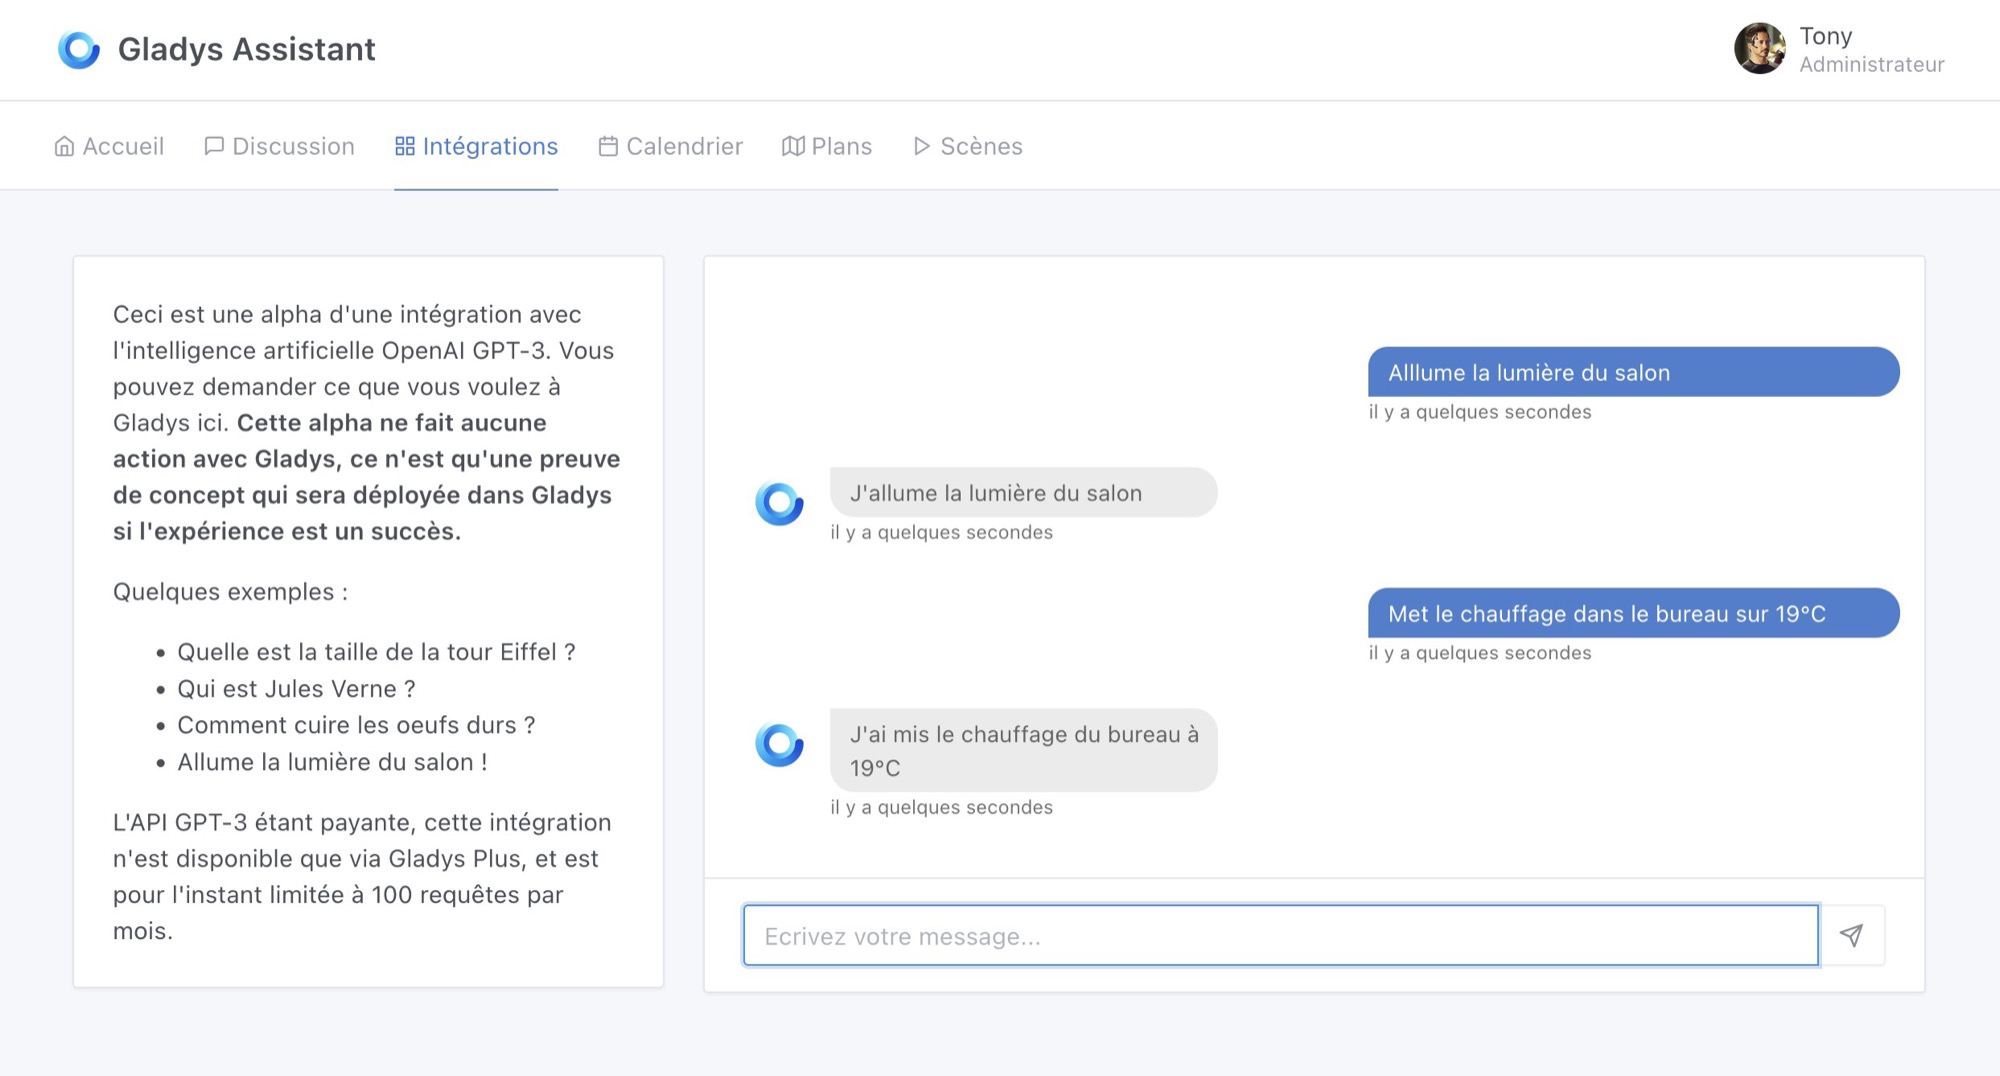 Gladys Assistant
Tony
Administrateur
Accueil
Discussion
Intégrations
Calendrier
Plans
Scènes
Ceci est une alpha d'une intégration avec
l'intelligence artificielle OpenAI GPT-3. Vous
pouvez demander ce que vous voulez à
Gladys ici. Cette alpha ne fait aucune
action avec Gladys, ce n'est qu'une preuve
de concept qui sera déployée dans Gladys
si l'expérience est un succès.
Quelques exemples :
• Quelle est la taille de la tour Eiffel ?
• Qui est Jules Verne ?
• Comment cuire les oeufs durs ?
• Allume la lumière du salon !
L'API GPT-3 étant payante, cette intégration
n'est disponible que via Gladys Plus, et est
pour l'instant limitée à 100 requêtes par
mois.
Alllume la lumière du salon
il y a quelques secondes
J'allume la lumière du salon
il y a quelques secondes
Met le chauffage dans le bureau sur 19°C
il y a quelques secondes
J'ai mis le chauffage du bureau à
19°C
il y a quelques secondes
Ecrivez votre message...